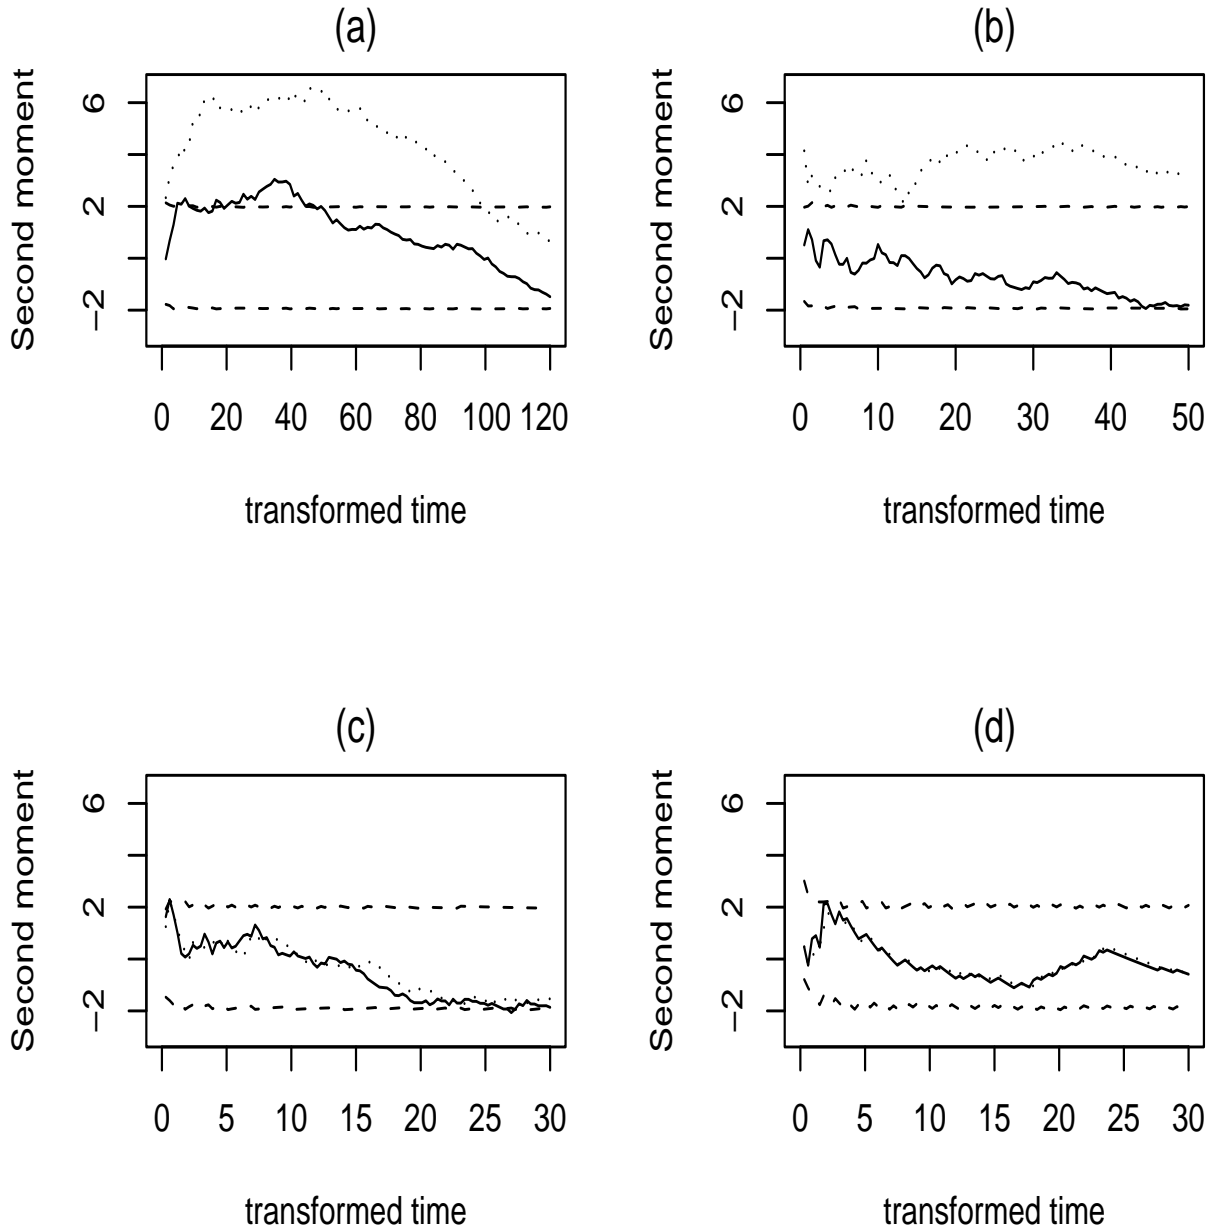 (a)
Second moment
6
2
−2
0 20 40 60 80 100 120
transformed time
(b)
Second moment
6
2
−2
0 10 20 30 40 50
transformed time
(c)
Second moment
6
2
−2
0 5 10 15 20 25 30
transformed time
(d)
Second moment
6
2
−2
0 5 10 15 20 25 30
transformed time